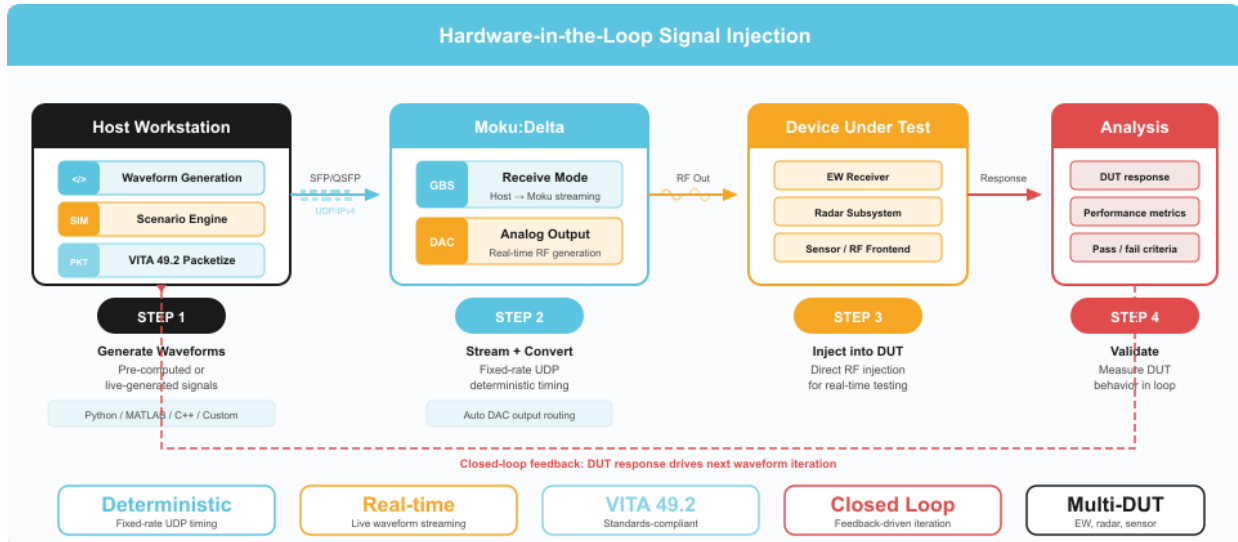 Hardware-in-the-Loop Signal Injection
Host Workstation
</>
Waveform Generation
SIM
Scenario Engine
PKT
VITA 49.2 Packetize
SFP/QSFP
UDP/IPv4
Moku:Delta
GBS
Receive Mode
Host → Moku streaming
DAC
Analog Output
Real-time RF generation
RF Out
Device Under Test
EW Receiver
Radar Subsystem
Sensor / RF Frontend
Response
Analysis
DUT response
Performance metrics
Pass / fail criteria
STEP 1
Generate Waveforms
Pre-computed or
live-generated signals
Python / MATLAB / C++ / Custom
STEP 2
Stream + Convert
Fixed-rate UDP
deterministic timing
Auto DAC output routing
STEP 3
Inject into DUT
Direct RF injection
for real-time testing
STEP 4
Validate
Measure DUT
behavior in loop
Closed-loop feedback: DUT response drives next waveform iteration
Deterministic
Fixed-rate UDP timing
Real-time
Live waveform streaming
VITA 49.2
Standards-compliant
Closed Loop
Feedback-driven iteration
Multi-DUT
EW, radar, sensor